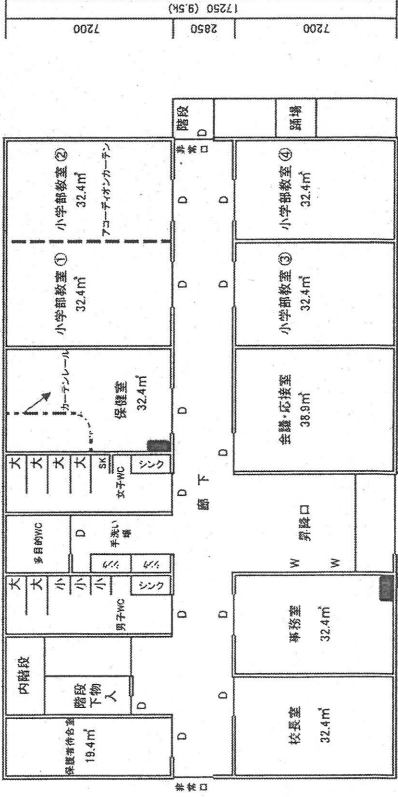 17250 (9.5k)
7200
2850
7200
階段
D
踊場
非常口
小学部教室 ②
32.4㎡
アコーディオンカーテン
小学部教室 ①
32.4㎡
D
D
D
D
小学部教室 ④
32.4㎡
小学部教室 ③
32.4㎡
カーテンレール
保健室
32.4㎡
D
D
会議・応接室
38.9㎡
大
大
大
大
SK
シンク
女子WC
D
廊下
多目的WC
D
手洗い場
昇降口
W
W
大
大
小
小
小
シンク
男子WC
D
D
事務室
32.4㎡
内階段
階段下物入
D
D
保護者待合室
19.4㎡
D
校長室
32.4㎡
非常口